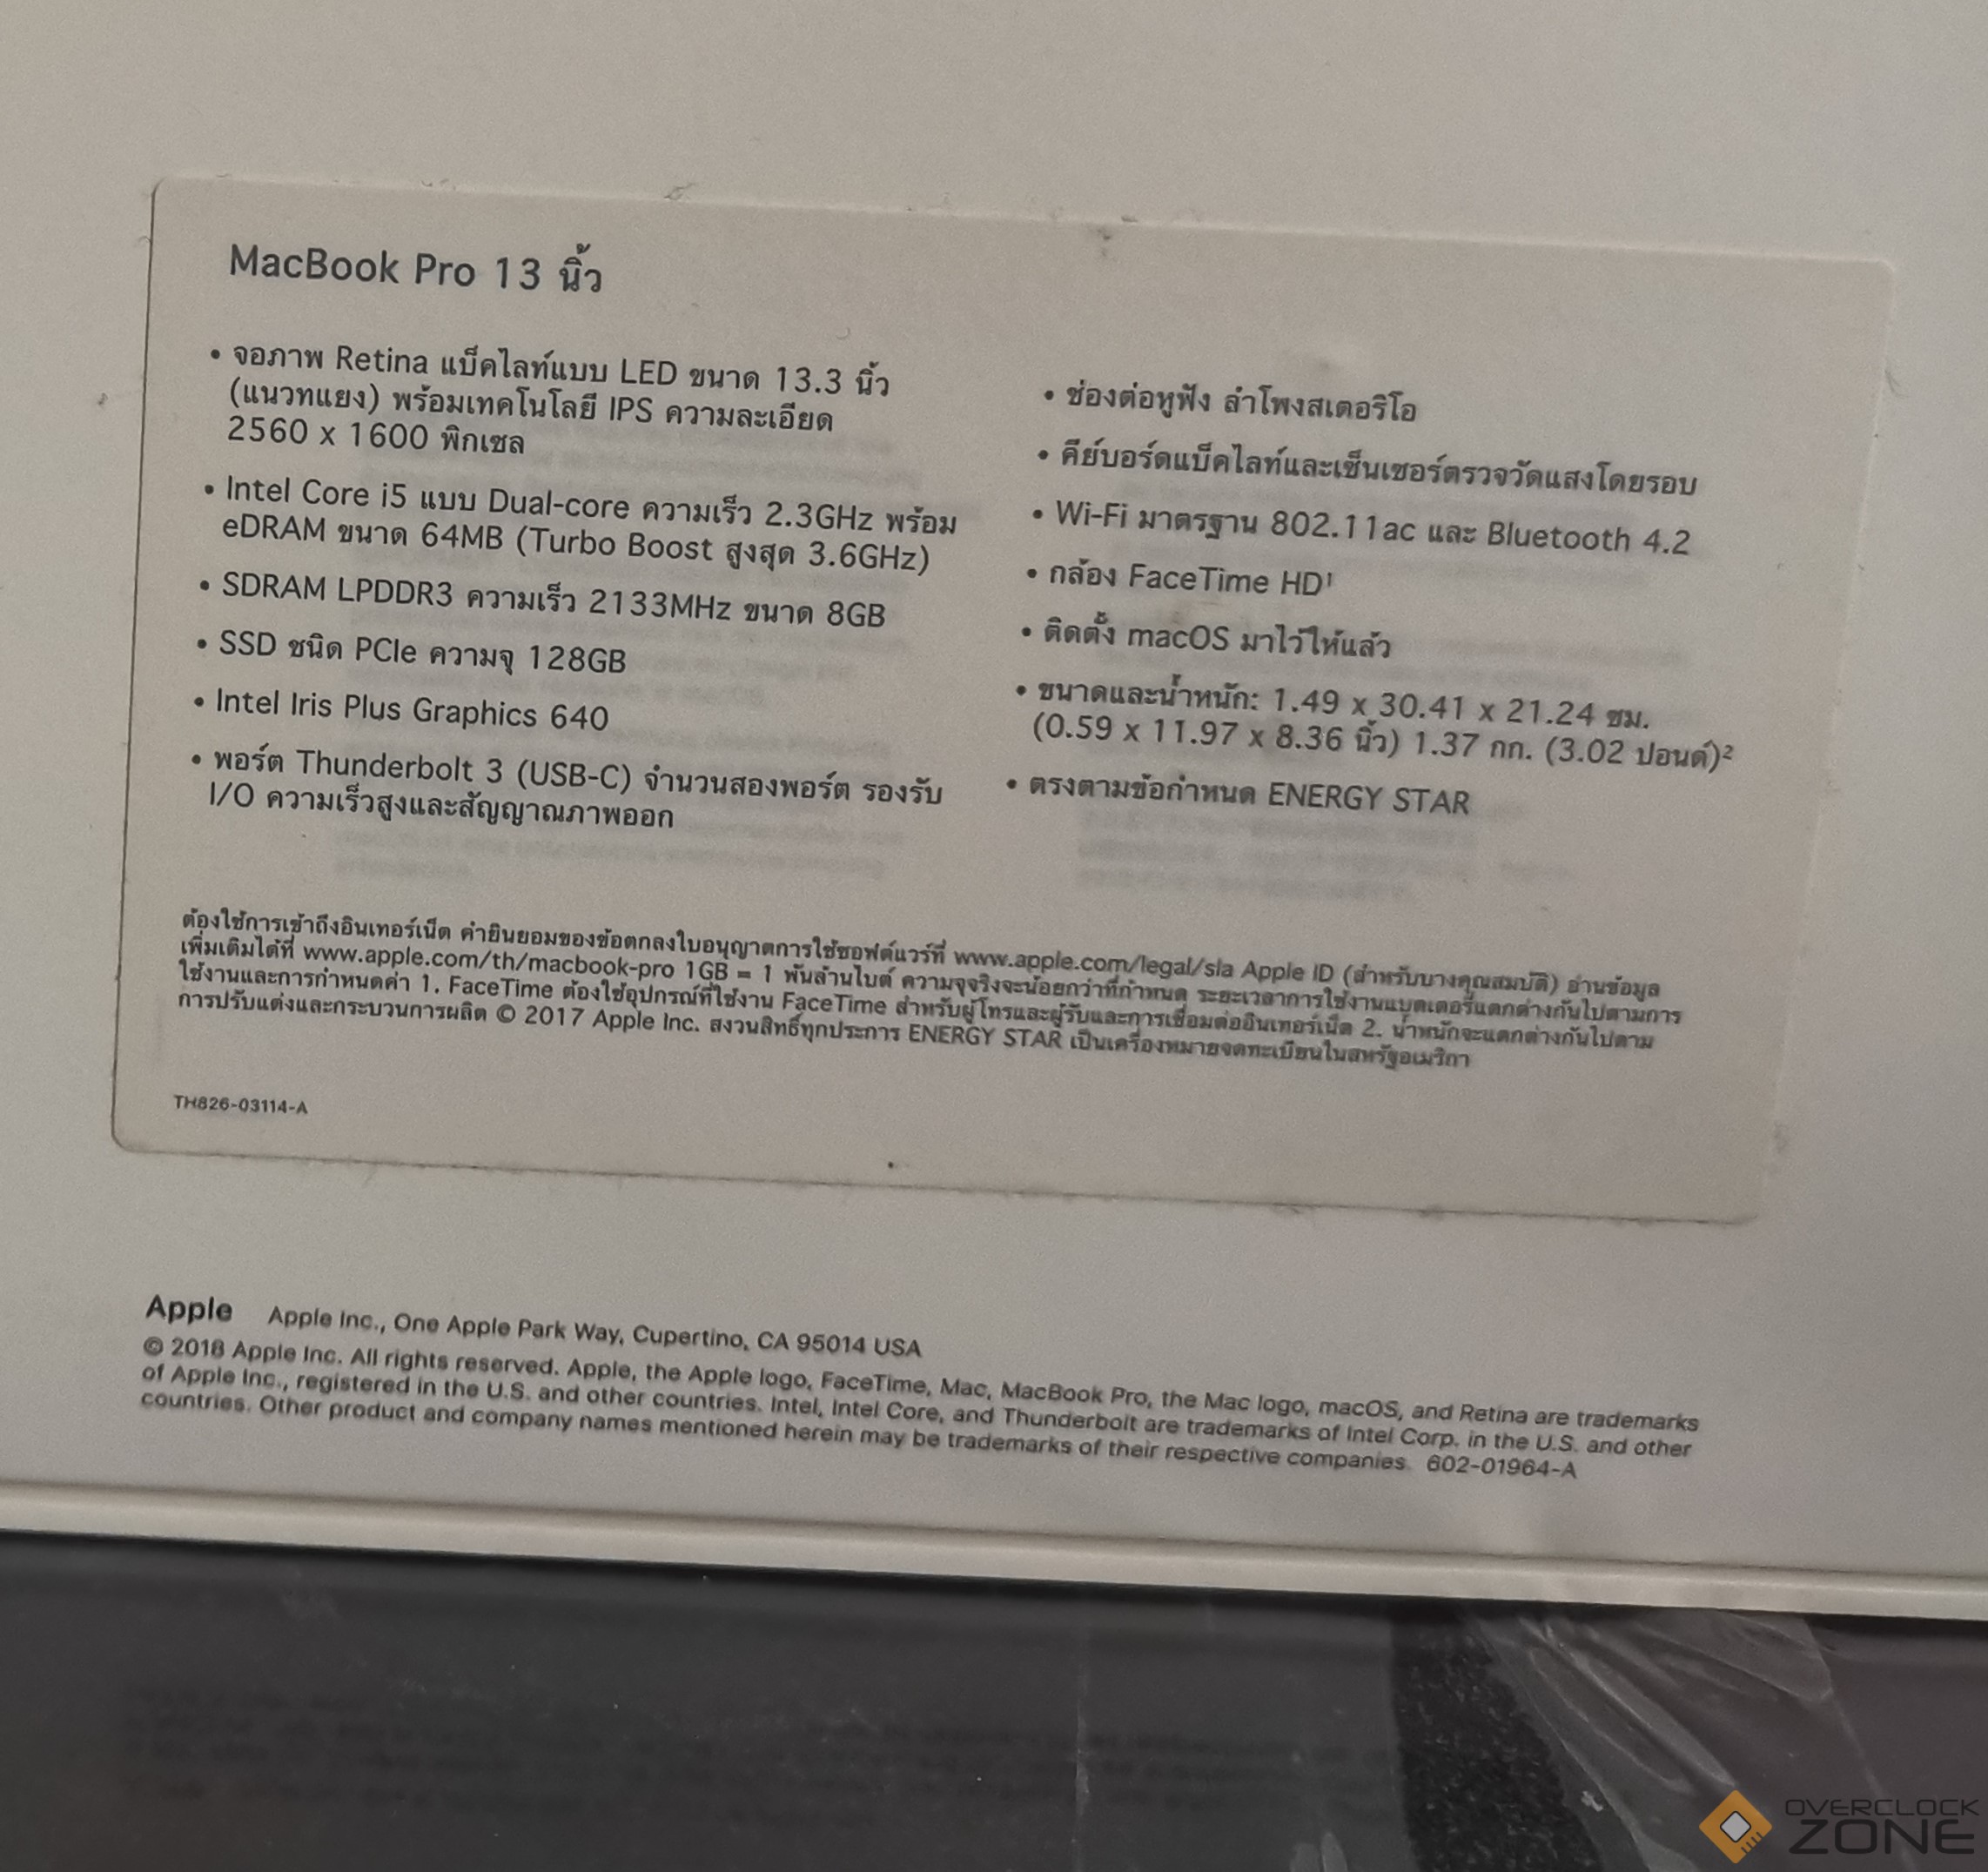 MacBook Pro 13 นิ้ว
• จอภาพ Retina แบ็คไลท์แบบ LED ขนาด 13.3 นิ้ว
(แนวทแยง) พร้อมเทคโนโลยี IPS ความละเอียด
2560 x 1600 พิกเซล
• Intel Core i5 แบบ Dual-core ความเร็ว 2.3GHz พร้อม
eDRAM ขนาด 64MB (Turbo Boost สูงสุด 3.6GHz)
• SDRAM LPDDR3 ความเร็ว 2133MHz ขนาด 8GB
• SSD ชนิด PCIe ความจุ 128GB
• Intel Iris Plus Graphics 640
• พอร์ต Thunderbolt 3 (USB-C) จำนวนสองพอร์ต รองรับ
I/O ความเร็วสูงและสัญญาณภาพออก
• ช่องต่อหูฟัง ลำโพงสเตอริโอ
• คีย์บอร์ดแบ็คไลท์และเซ็นเซอร์ตรวจวัดแสงโดยรอบ
• Wi-Fi มาตรฐาน 802.11ac และ Bluetooth 4.2
• กล้อง FaceTime HD¹
• ติดตั้ง macOS มาไว้ให้แล้ว
• ขนาดและน้ำหนัก: 1.49 x 30.41 x 21.24 ซม.
(0.59 x 11.97 x 8.36 นิ้ว) 1.37 กก. (3.02 ปอนด์)²
• ตรงตามข้อกำหนด ENERGY STAR
ต้องใช้การเข้าถึงอินเทอร์เน็ต คำยินยอมของข้อตกลงใบอนุญาตการใช้ซอฟต์แวร์ที่ www.apple.com/legal/sla Apple ID (สำหรับบางคุณสมบัติ) อ่านข้อมูล
เพิ่มเติมได้ที่ www.apple.com/th/macbook-pro 1GB = 1 พันล้านไบต์ ความจุจริงจะน้อยกว่าที่กำหนด ระยะเวลาการใช้งานแบตเตอรี่แตกต่างกันไปตามการ
ใช้งานและการกำหนดค่า 1. FaceTime ต้องใช้อุปกรณ์ที่ใช้งาน FaceTime สำหรับผู้โทรและผู้รับและการเชื่อมต่ออินเทอร์เน็ต 2. น้ำหนักจะแตกต่างกันไปตาม
การปรับแต่งและกระบวนการผลิต © 2017 Apple Inc. สงวนสิทธิ์ทุกประการ ENERGY STAR เป็นเครื่องหมายจดทะเบียนในสหรัฐอเมริกา
TH826-03114-A
Apple Apple Inc., One Apple Park Way, Cupertino, CA 95014 USA
© 2018 Apple Inc. All rights reserved. Apple, the Apple logo, FaceTime, Mac, MacBook Pro, the Mac logo, macOS, and Retina are trademarks
of Apple Inc., registered in the U.S. and other countries. Intel, Intel Core, and Thunderbolt are trademarks of Intel Corp. in the U.S. and other
countries. Other product and company names mentioned herein may be trademarks of their respective companies. 602-01964-A
OVERCLOCK
ZONE